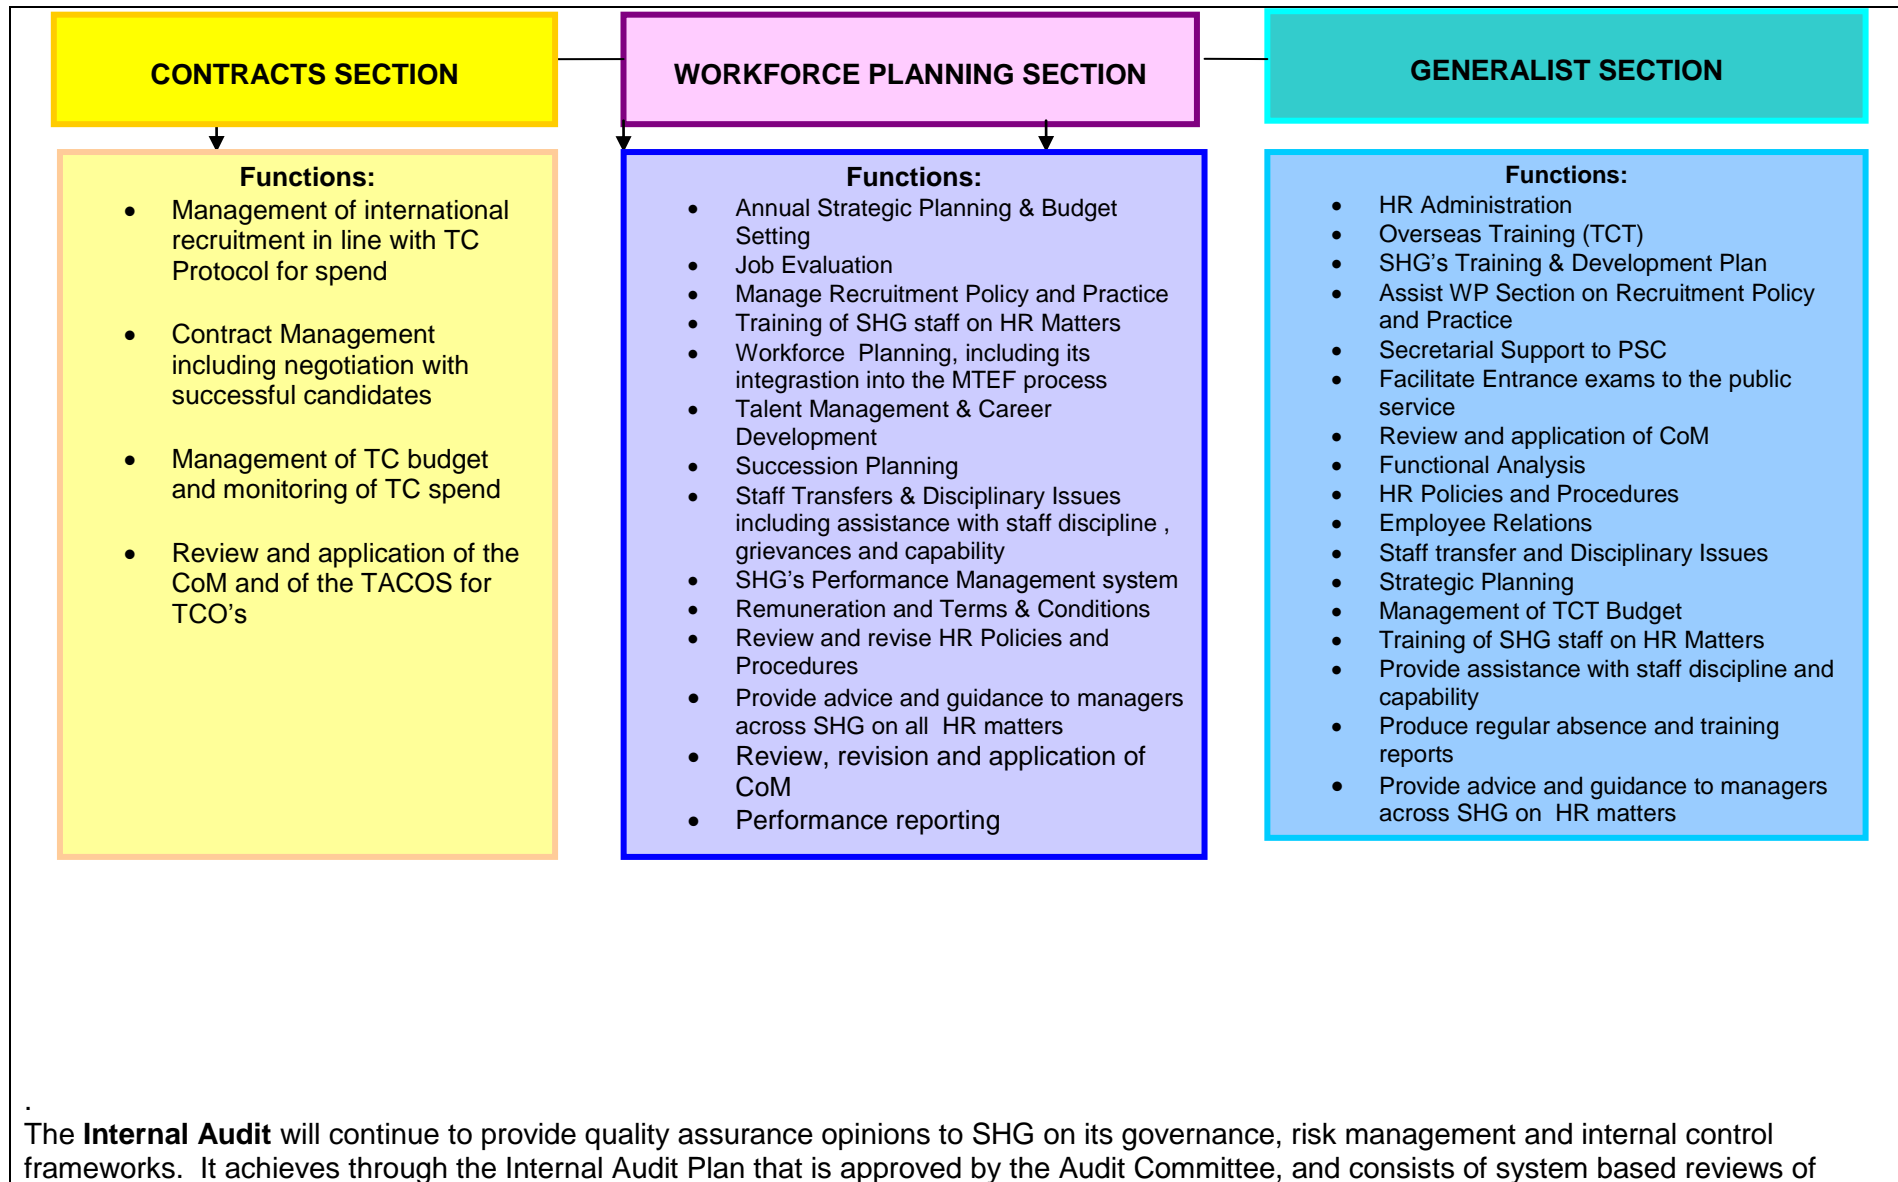 CONTRACTS SECTION
WORKFORCE PLANNING SECTION
GENERALIST SECTION
Functions:
• Management of international
recruitment in line with TC
Protocol for spend
• Contract Management
including negotiation with
successful candidates
• Management of TC budget
and monitoring of TC spend
• Review and application of the
CoM and of the TACOS for
TCO's
Functions:
• Annual Strategic Planning & Budget
Setting
• Job Evaluation
• Manage Recruitment Policy and Practice
• Training of SHG staff on HR Matters
• Workforce Planning, including its
integrastion into the MTEF process
• Talent Management & Career
Development
• Succession Planning
• Staff Transfers & Disciplinary Issues
including assistance with staff discipline ,
grievances and capability
• SHG's Performance Management system
• Remuneration and Terms & Conditions
• Review and revise HR Policies and
Procedures
• Provide advice and guidance to managers
across SHG on all HR matters
• Review, revision and application of
CoM
• Performance reporting
Functions:
• HR Administration
• Overseas Training (TCT)
• SHG's Training & Development Plan
• Assist WP Section on Recruitment Policy
and Practice
• Secretarial Support to PSC
• Facilitate Entrance exams to the public
service
• Review and application of CoM
• Functional Analysis
• HR Policies and Procedures
• Employee Relations
• Staff transfer and Disciplinary Issues
• Strategic Planning
• Management of TCT Budget
• Training of SHG staff on HR Matters
• Provide assistance with staff discipline and
capability
• Produce regular absence and training
reports
• Provide advice and guidance to managers
across SHG on HR matters
.
The Internal Audit will continue to provide quality assurance opinions to SHG on its governance, risk management and internal control
frameworks. It achieves through the Internal Audit Plan that is approved by the Audit Committee, and consists of system based reviews of